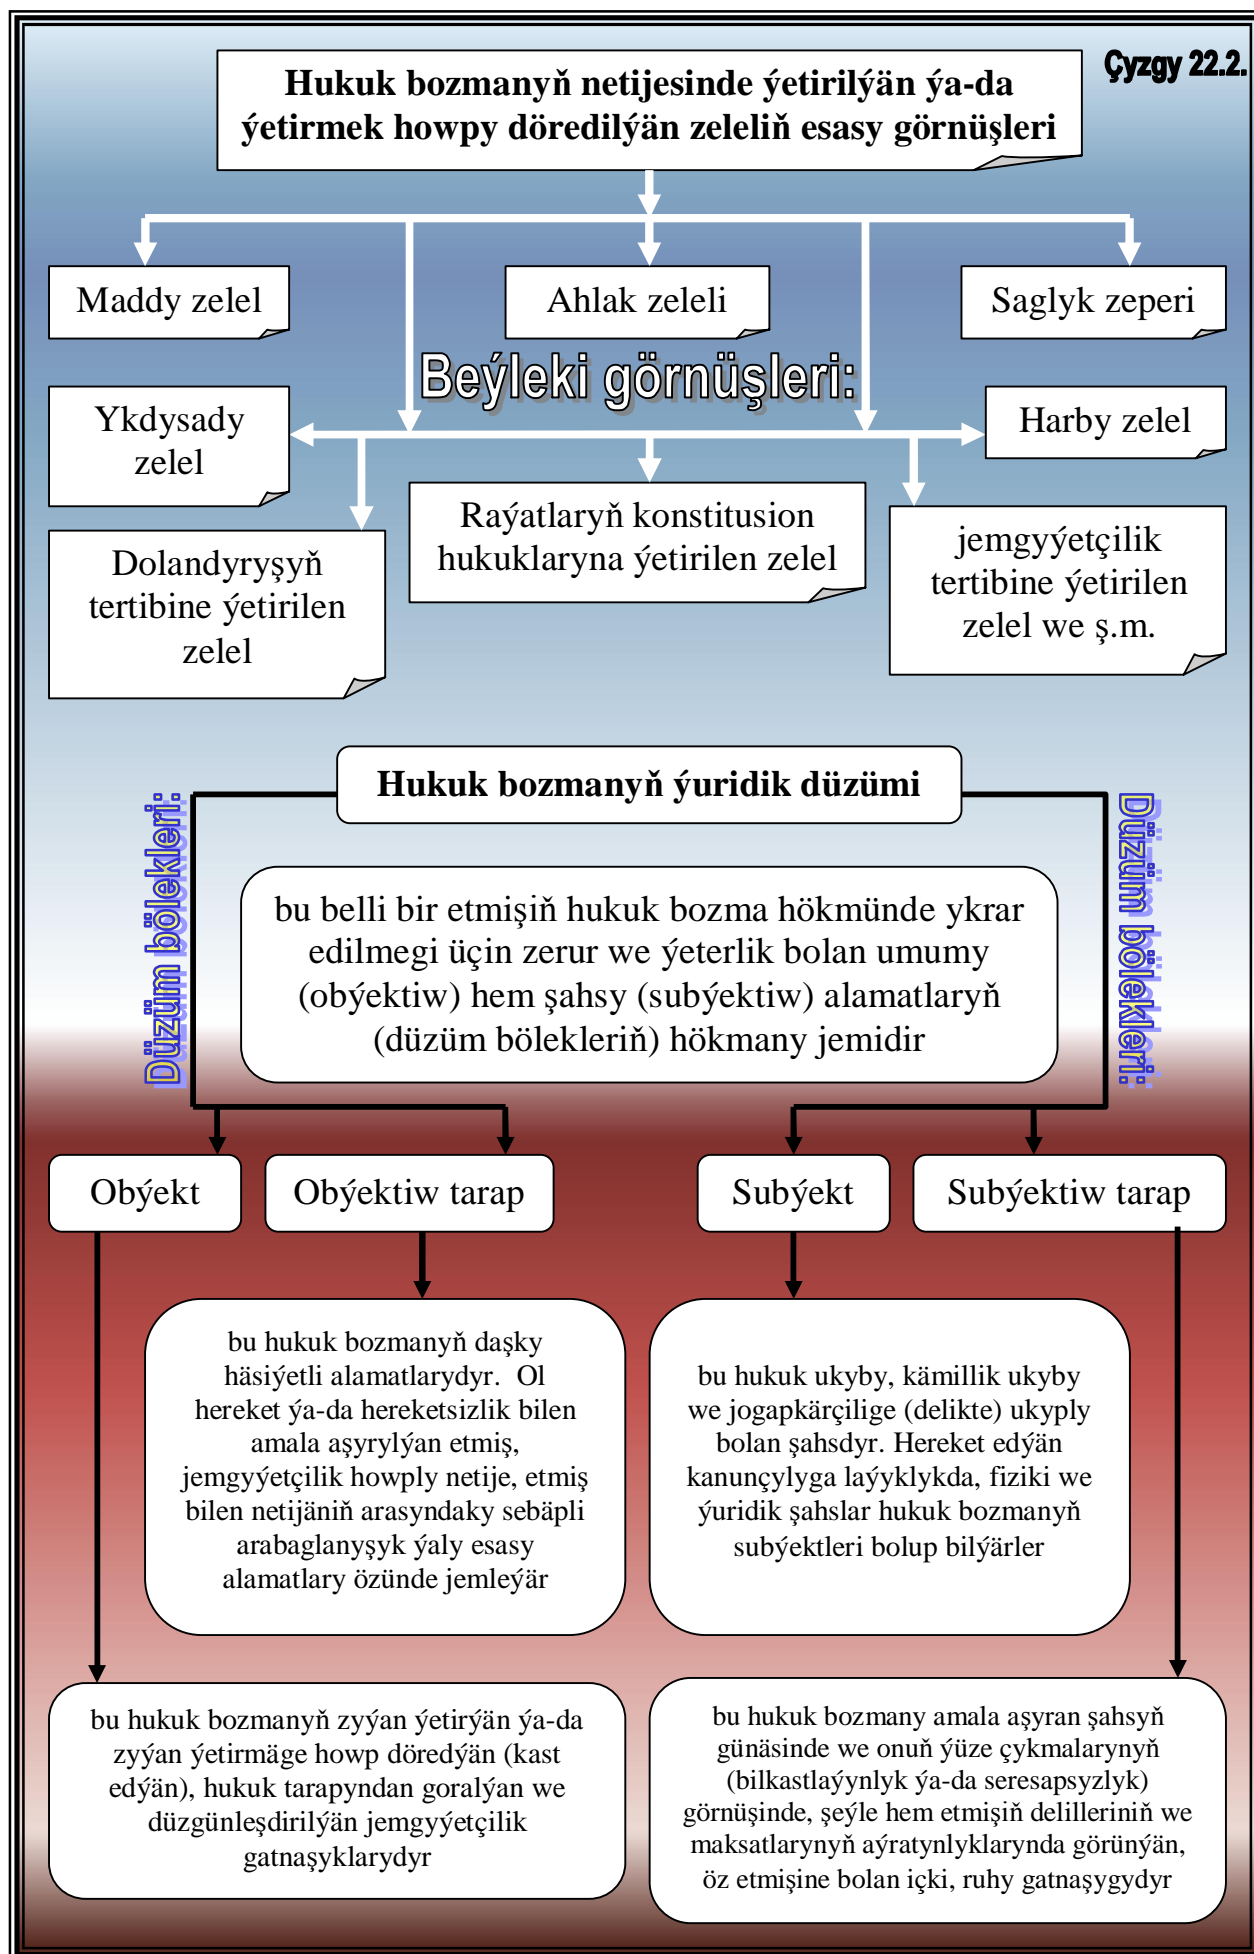 Çyzgy 22.2.
Hukuk bozmanyň netijesinde ýetirilýän ýa-da
ýetirmek howpy döredilýän zeleliň esasy görnüşleri
Maddy zelel
Ahlak zeleli
Saglyk zeperi
Beýleki görnüşleri:
Ykdysady
zelel
Harby zelel
Dolandyryşyň
tertibine ýetirilen
zelel
Raýatlaryň konstitusion
hukuklaryna ýetirilen zelel
jemgyýetçilik
tertibine ýetirilen
zelel we ş.m.
Hukuk bozmanyň ýuridik düzümi
Düzüm bölekleri:
Düzüm bölekleri:
bu belli bir etmişiň hukuk bozma hökmünde ykrar
edilmegi üçin zerur we ýeterlik bolan umumy
(obýektiw) hem şahsy (subýektiw) alamatlaryň
(düzüm bölekleriň) hökmany jemidir
Obýekt
Obýektiw tarap
Subýekt
Subýektiw tarap
bu hukuk bozmanyň daşky
häsiýetli alamatlarydyr. Ol
hereket ýa-da hereketsizlik bilen
amala aşyrylýan etmiş,
jemgyýetçilik howply netije, etmiş
bilen netijäniň arasyndaky sebäpli
arabaglanyşyk ýaly esasy
alamatlary özünde jemleýär
bu hukuk ukyby, kämillik ukyby
we jogapkärçilige (delikte) ukyply
bolan şahsdyr. Hereket edýän
kanunçylyga laýyklykda, fiziki we
ýuridik şahslar hukuk bozmanyň
subýektleri bolup bilýärler
bu hukuk bozmanyň zyýan ýetirýän ýa-da
zyýan ýetirmäge howp döredýän (kast
edýän), hukuk tarapyndan goralýan we
düzgünleşdirilýän jemgyýetçilik
gatnaşyklarydyr
bu hukuk bozmany amala aşyran şahsyň
günäsinde we onuň ýüze çykmalarynyň
(bilkastlaýynlyk ýa-da seresapsyzlyk)
görnüşinde, şeýle hem etmişiň delilleriniň we
maksatlarynyň aýratynlyklarynda görünýän,
öz etmişine bolan içki, ruhy gatnaşygydyr